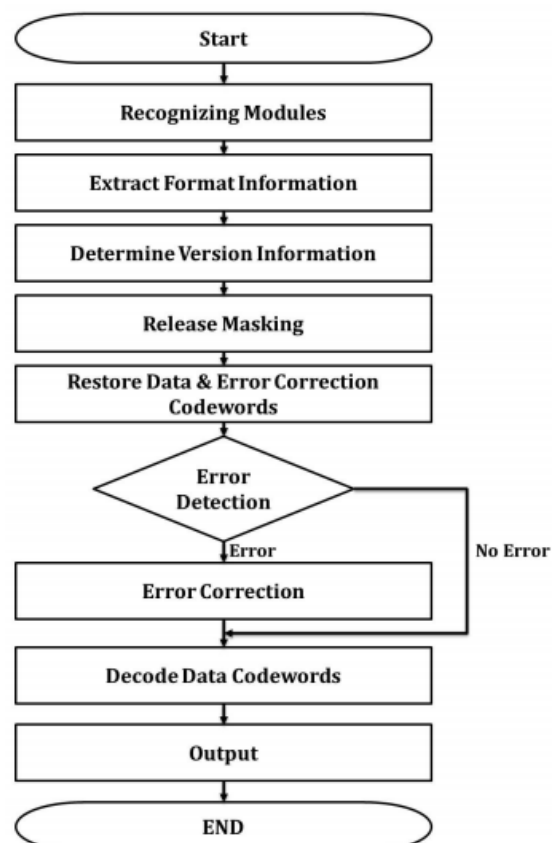 Start
Recognizing Modules
Extract Format Information
Determine Version Information
Release Masking
Restore Data & Error Correction
Codewords
Error
Detection
Error
No Error
Error Correction
Decode Data Codewords
Output
END